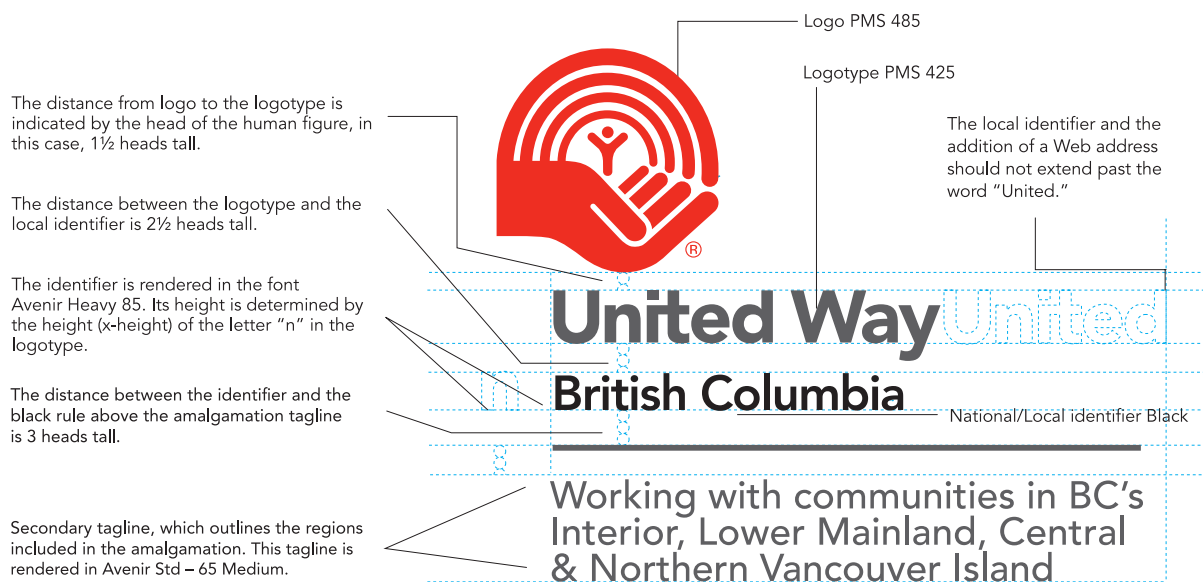 Logo PMS 485
Logotype PMS 425
The distance from logo to the logotype is
indicated by the head of the human figure, in
this case, 1½ heads tall.
The local identifier and the
addition of a Web address
should not extend past the
word “United.”
The distance between the logotype and the
local identifier is 2½ heads tall.
®
The identifier is rendered in the font
Avenir Heavy 85. Its height is determined by
the height (x-height) of the letter “n” in the
logotype.
United Way United
n
British Columbia
The distance between the identifier and the
black rule above the amalgamation tagline
is 3 heads tall.
National/Local identifier Black
Working with communities in BC’s
Interior, Lower Mainland, Central
& Northern Vancouver Island
Secondary tagline, which outlines the regions
included in the amalgamation. This tagline is
rendered in Avenir Std – 65 Medium.